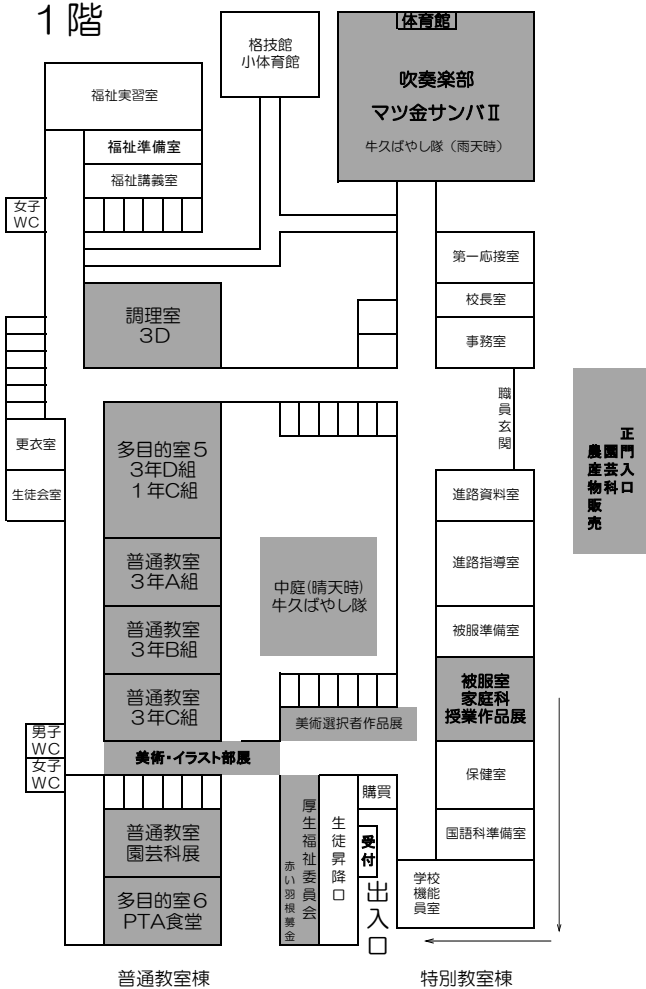 1階
体育館
吹奏楽部
マツ金サンバⅡ
牛久ばやし隊（雨天時）
格技館
小体育館
福祉実習室
福祉準備室
福祉講義室
女子
WC
第一応接室
校長室
事務室
調理室
3D
職員玄関
正門入口
園芸科
農産物販売
更衣室
生徒会室
多目的室5
3年D組
1年C組
進路資料室
進路指導室
普通教室
3年A組
中庭(晴天時)
牛久ばやし隊
普通教室
3年B組
被服準備室
普通教室
3年C組
被服室
家庭科
授業作品展
美術選択者作品展
男子
WC
女子
WC
美術・イラスト部展
保健室
購買
厚生福祉委員会
赤い羽根募金
生徒昇降口
受付
出入口
普通教室
園芸科展
国語科準備室
多目的室6
PTA食堂
学校
機能
員室
普通教室棟
特別教室棟